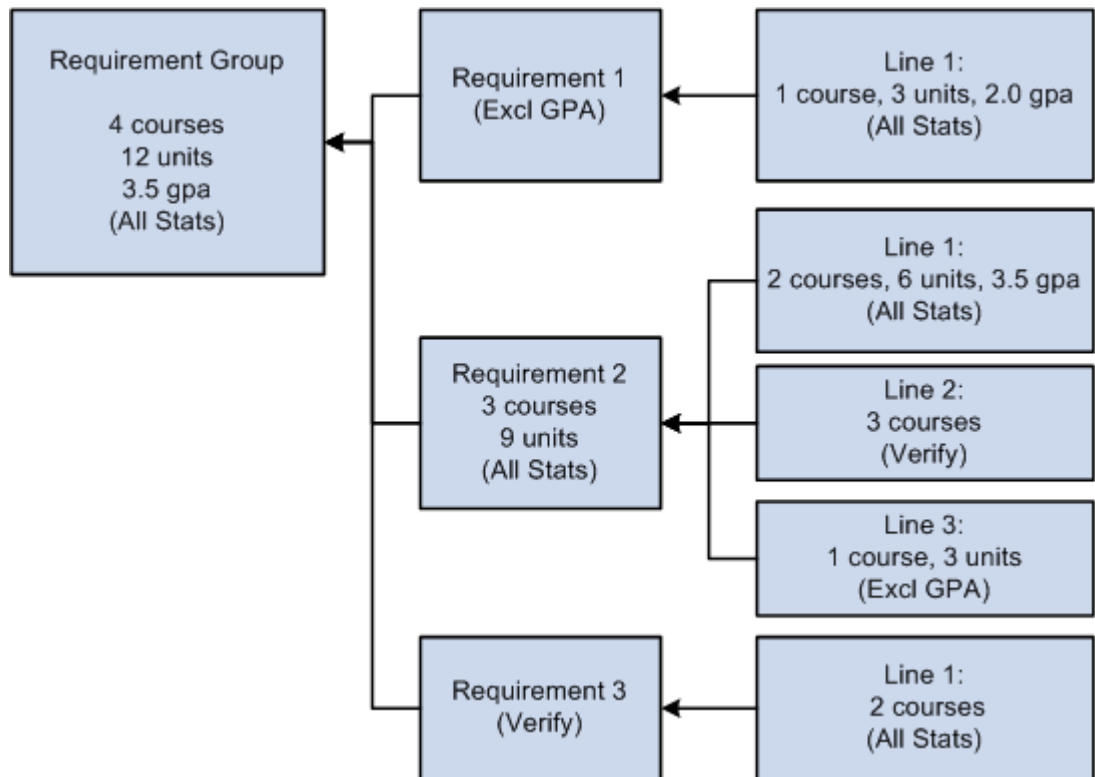 Requirement Group
4 courses
12 units
3.5 gpa
(All Stats)
Requirement 1
(Excl GPA)
Line 1:
1 course, 3 units, 2.0 gpa
(All Stats)
Requirement 2
3 courses
9 units
(All Stats)
Line 1:
2 courses, 6 units, 3.5 gpa
(All Stats)
Line 2:
3 courses
(Verify)
Line 3:
1 course, 3 units
(Excl GPA)
Requirement 3
(Verify)
Line 1:
2 courses
(All Stats)